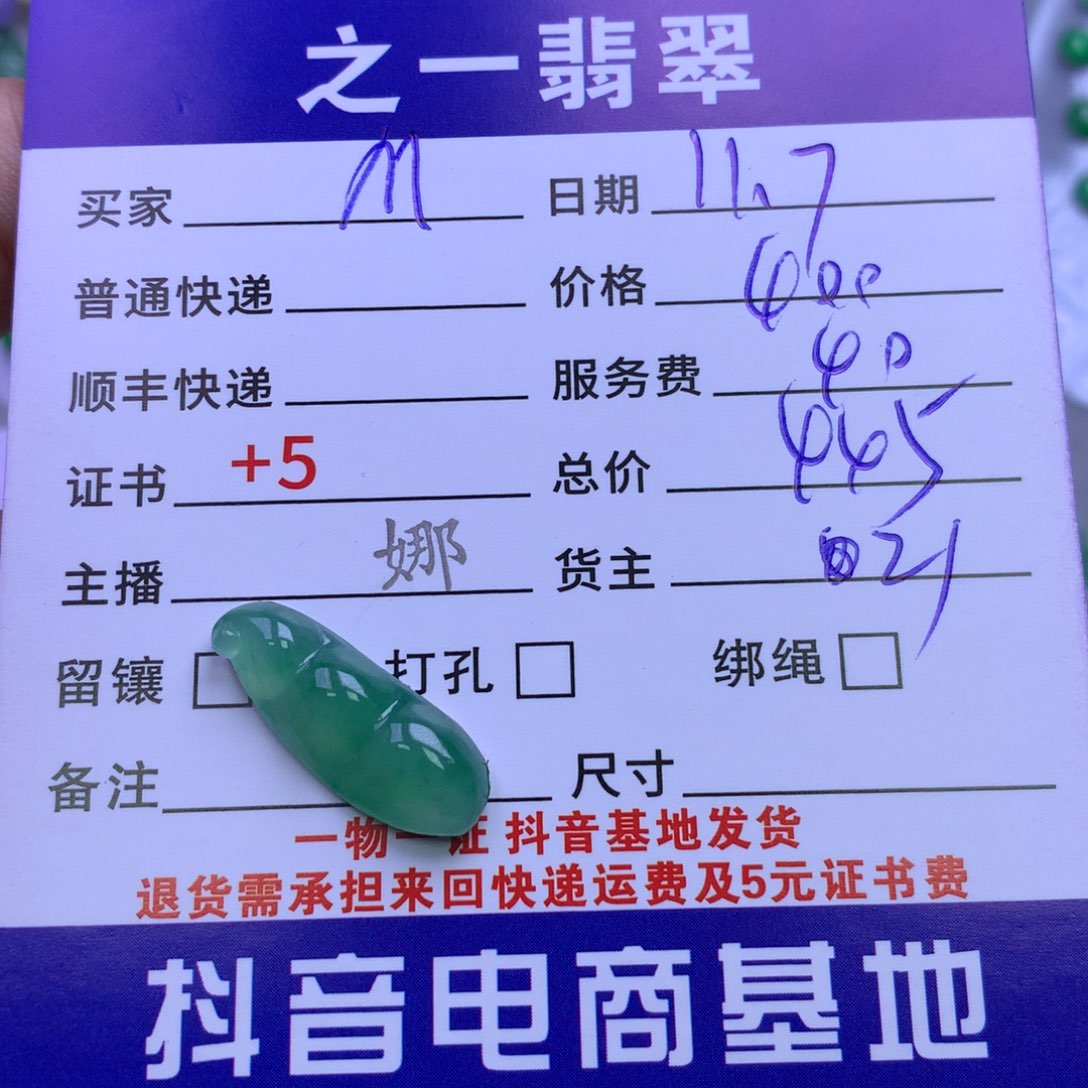 之一翡翠
买家 M 日期 11.7
普通快递 价格 400
顺丰快递 服务费 40
证书 +5 总价 445
主播 娜 货主 021
留镶 打孔 绑绳
备注 尺寸
一物一证 抖音基地发货
退货需承担来回快递运费及5元证书费
抖音电商基地